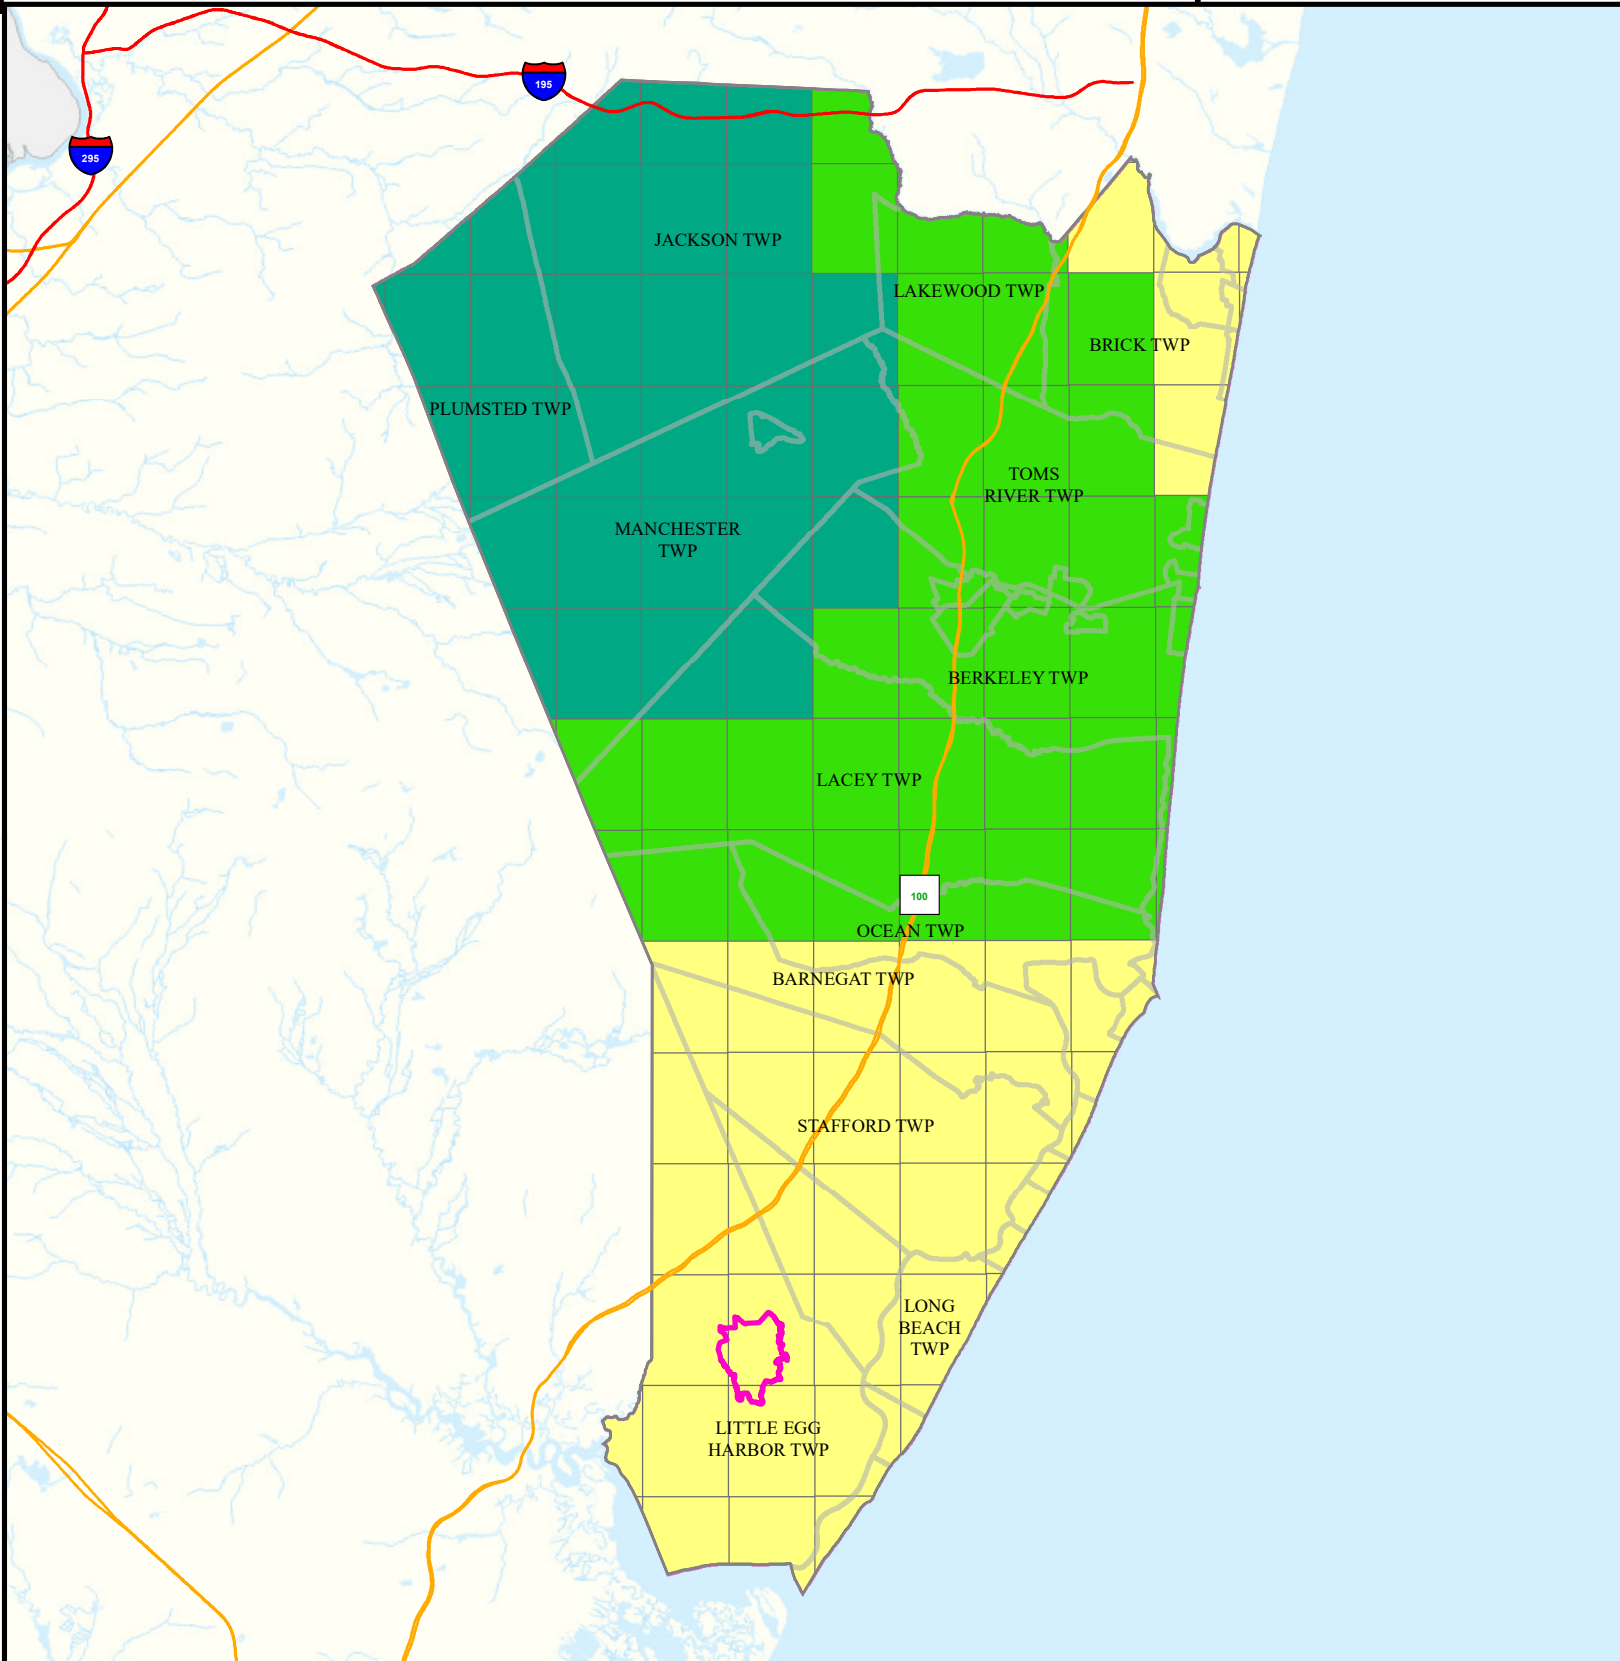 195
295
JACKSON TWP
LAKEWOOD TWP
BRICK TWP
PLUMSTED TWP
TOMS
RIVER TWP
MANCHESTER
TWP
BERKELEY TWP
LACEY TWP
100
OCEAN TWP
BARNEGAT TWP
STAFFORD TWP
LONG
BEACH
TWP
LITTLE EGG
HARBOR TWP